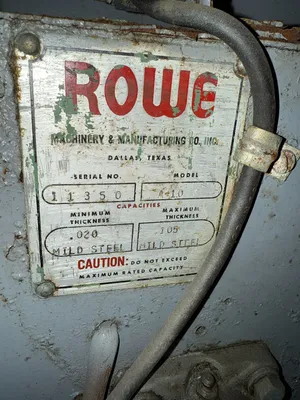 ROWE
MACHINERY & MANUFACTURING CO. INC.
DALLAS, TEXAS
SERIAL NO. MODEL
11350 A-10
CAPACITIES
MINIMUM THICKNESS MAXIMUM THICKNESS
.020 .105
MILD STEEL MILD STEEL
CAUTION: DO NOT EXCEED
MAXIMUM RATED CAPACITY